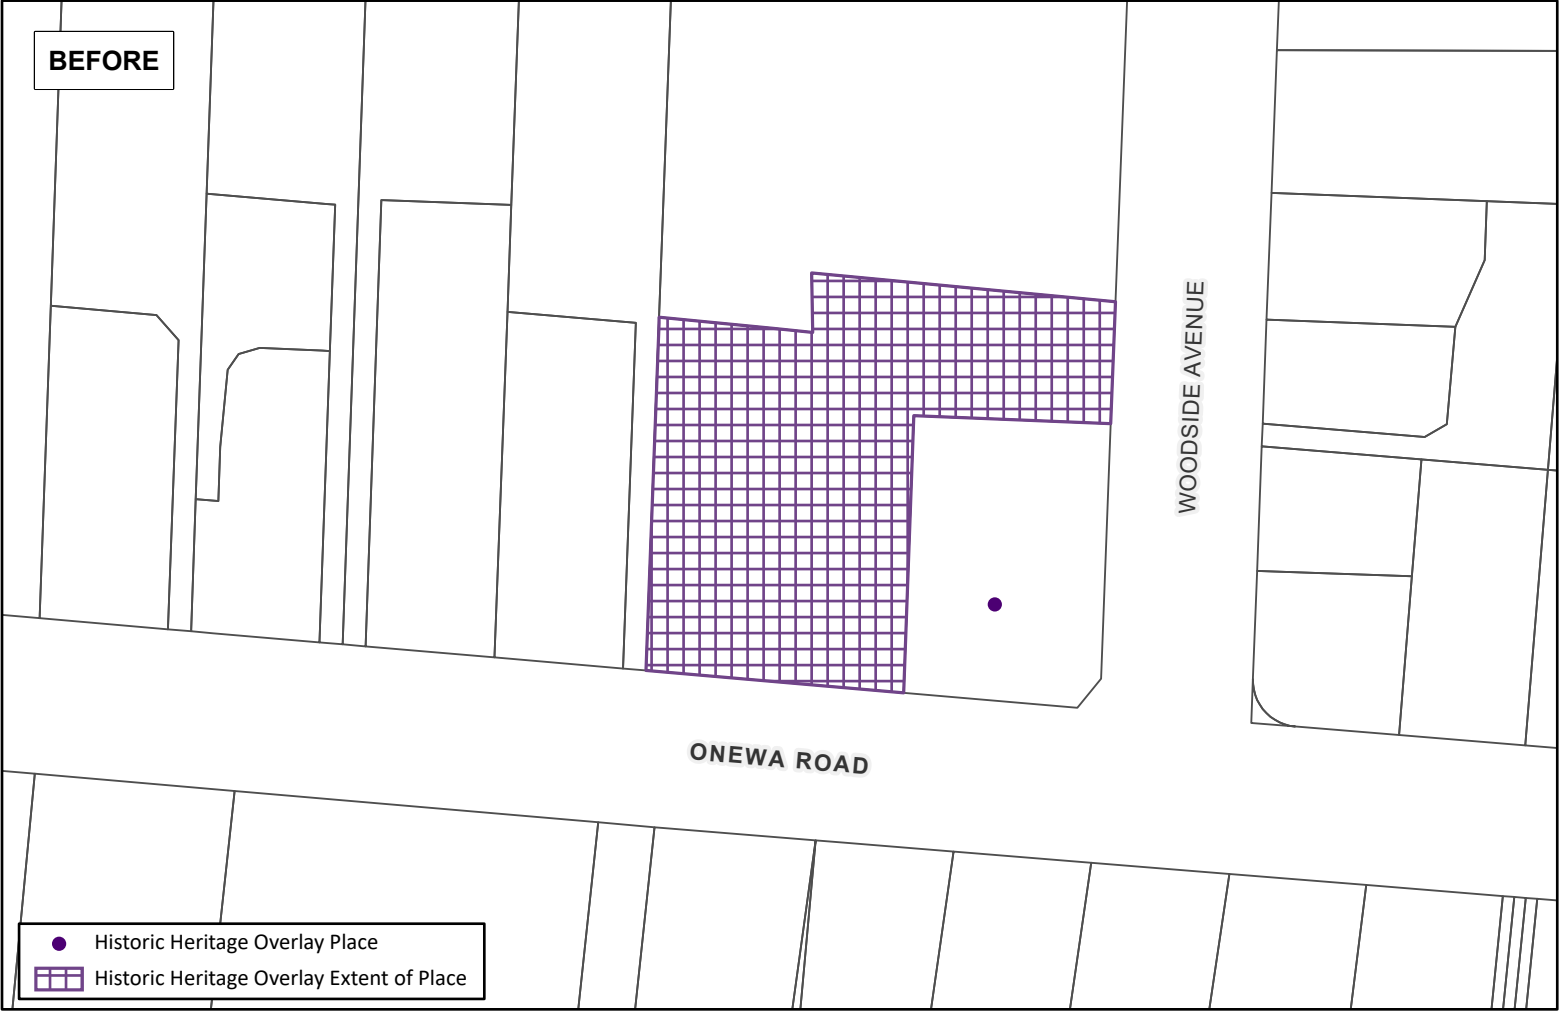 BEFORE
WOODSIDE AVENUE
ONEWA ROAD
Historic Heritage Overlay Place
Historic Heritage Overlay Extent of Place